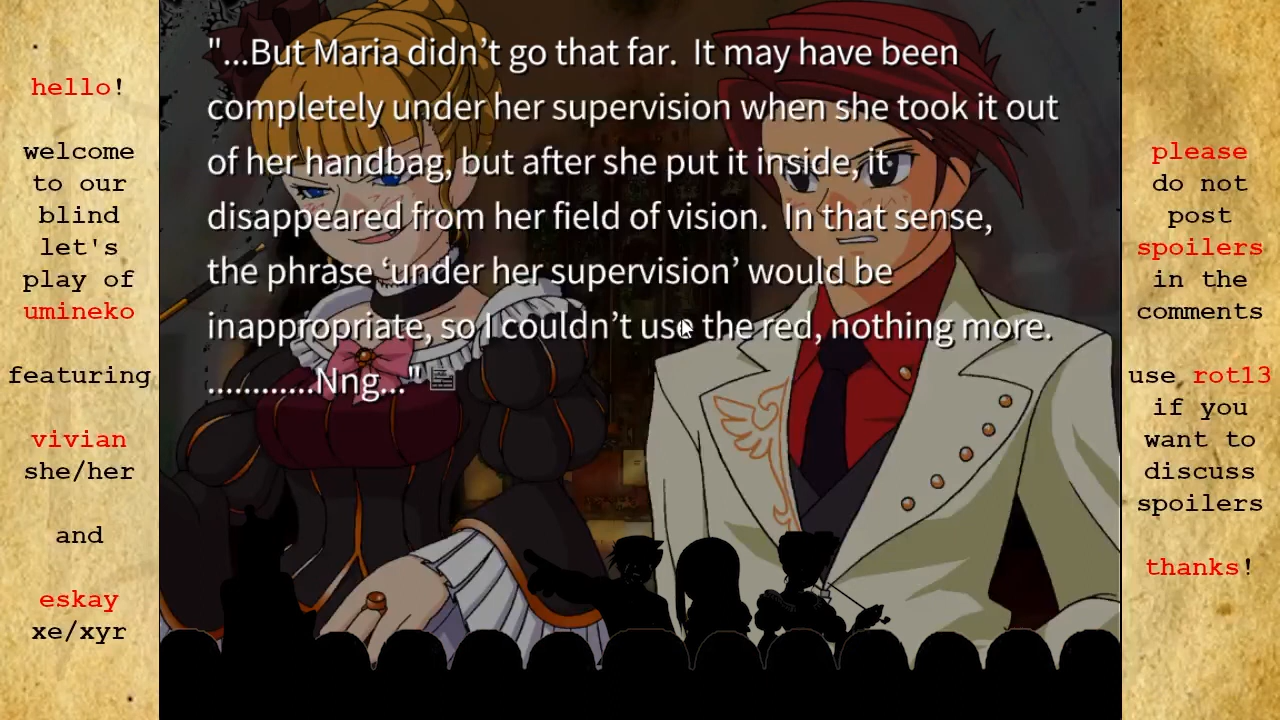 hello!
welcome
to our
blind
let's
play of
umineko
featuring
vivian
she/her
and
eskay
xe/xyr
"...But Maria didn’t go that far.  It may have been
completely under her supervision when she took it out
of her handbag, but after she put it inside, it
disappeared from her field of vision.  In that sense,
the phrase ‘under her supervision’ would be
inappropriate, so I couldn’t use the red, nothing more.
............Nng..."
please
do not
post
spoilers
in the
comments
use rot13
if you
want to
discuss
spoilers
thanks!